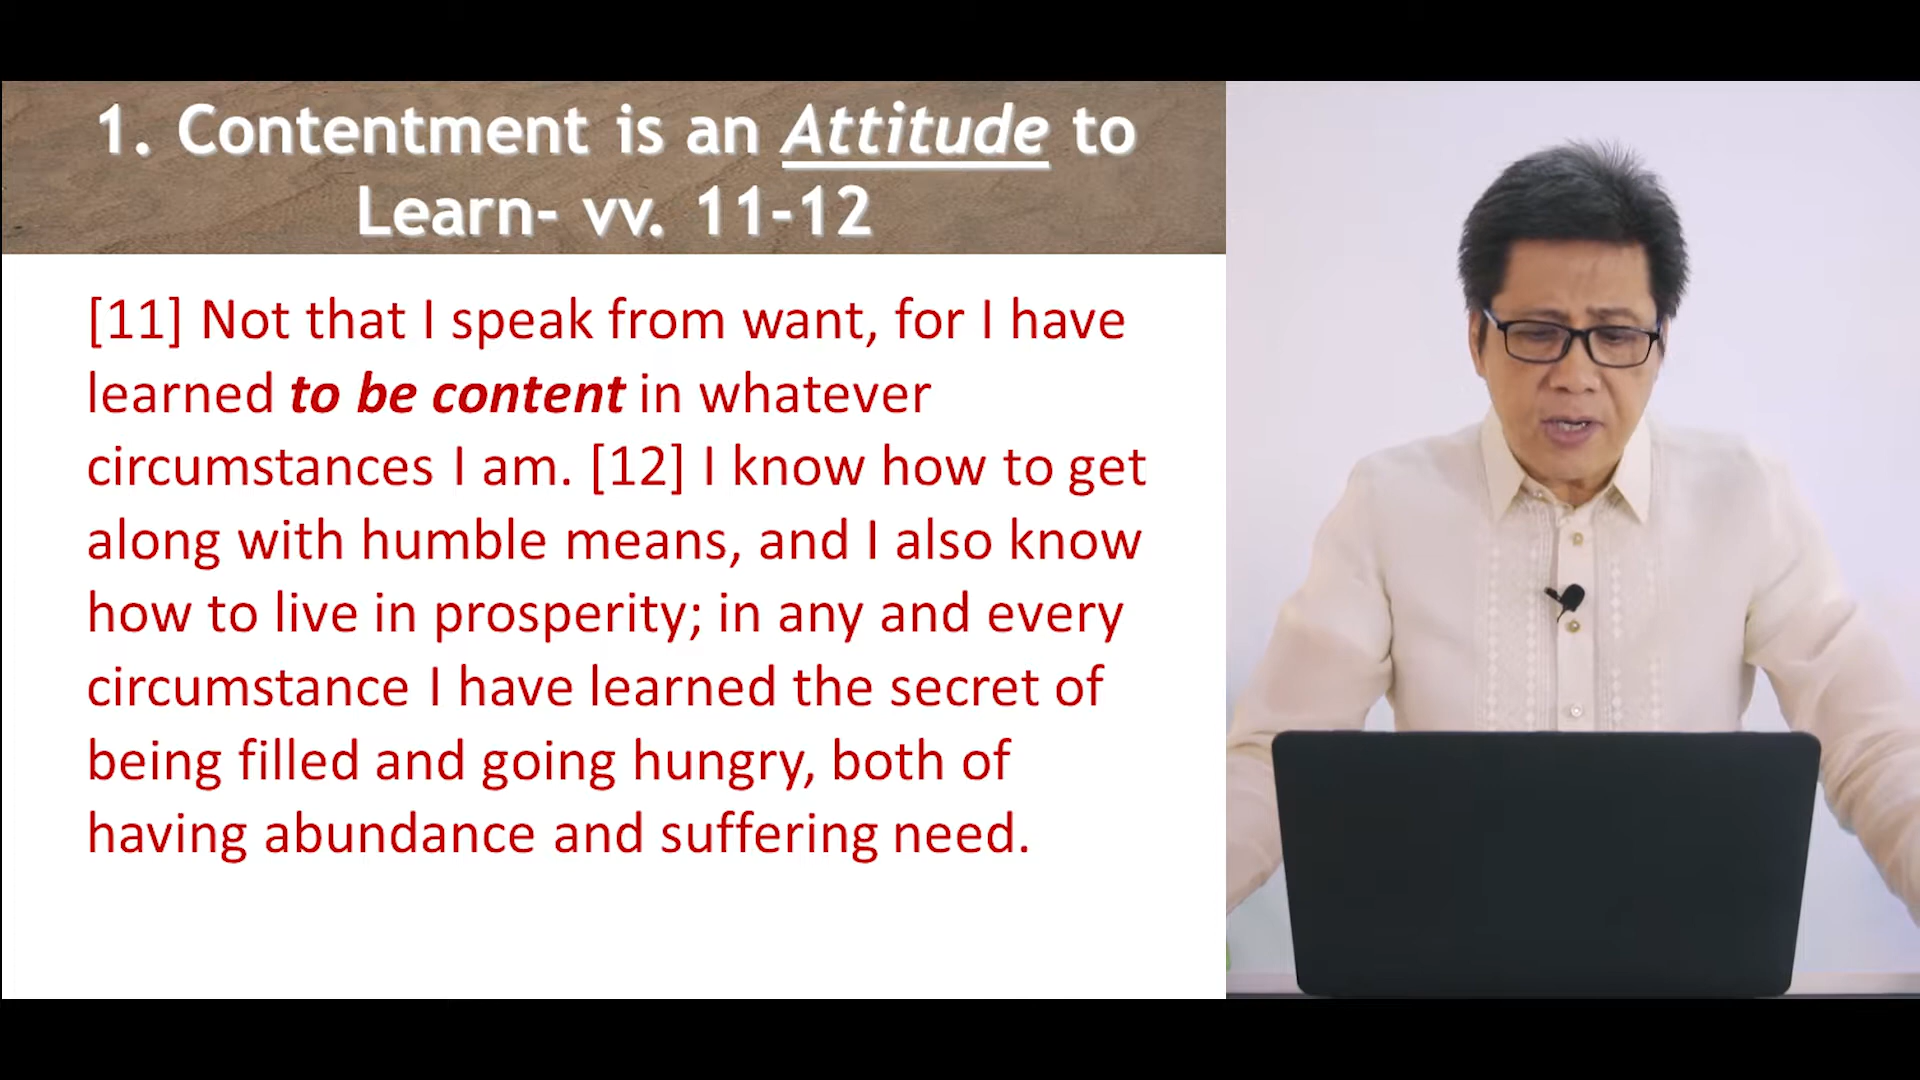 1. Contentment is an Attitude to
Learn- vv. 11-12
[11] Not that I speak from want, for I have
learned to be content in whatever
circumstances I am. [12] I know how to get
along with humble means, and I also know
how to live in prosperity; in any and every
circumstance I have learned the secret of
being filled and going hungry, both of
having abundance and suffering need.